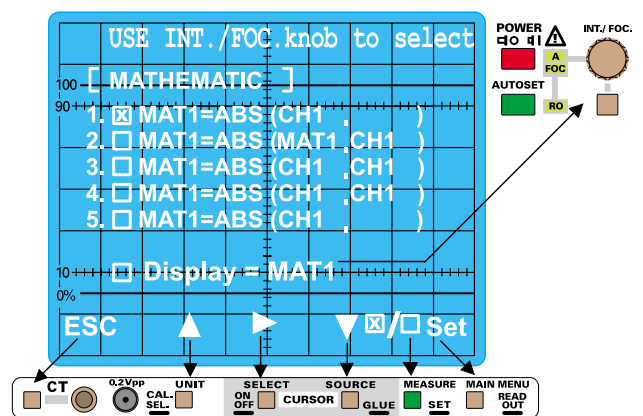 USE INT./FOC.knob to select
[ MATHEMATIC ]
100
90
1. ☒ MAT1=ABS (CH1 , )
2. ☐ MAT1=ABS (MAT1 , CH1 )
3. ☐ MAT1=ABS (CH1 , CH1 )
4. ☐ MAT1=ABS (CH1 , CH1 )
5. ☐ MAT1=ABS (CH1 , )
10
☐ Display = MAT1
0%
ESC ▲ ► ▼ ☒/☐ Set
POWER
INT./ FOC.
A
FOC
AUTOSET
RO
CT
0.2Vpp
CAL.
SEL.
UNIT
SELECT
ON
OFF
CURSOR
SOURCE
GLUE
MEASURE
SET
MAIN MENU
READ
OUT